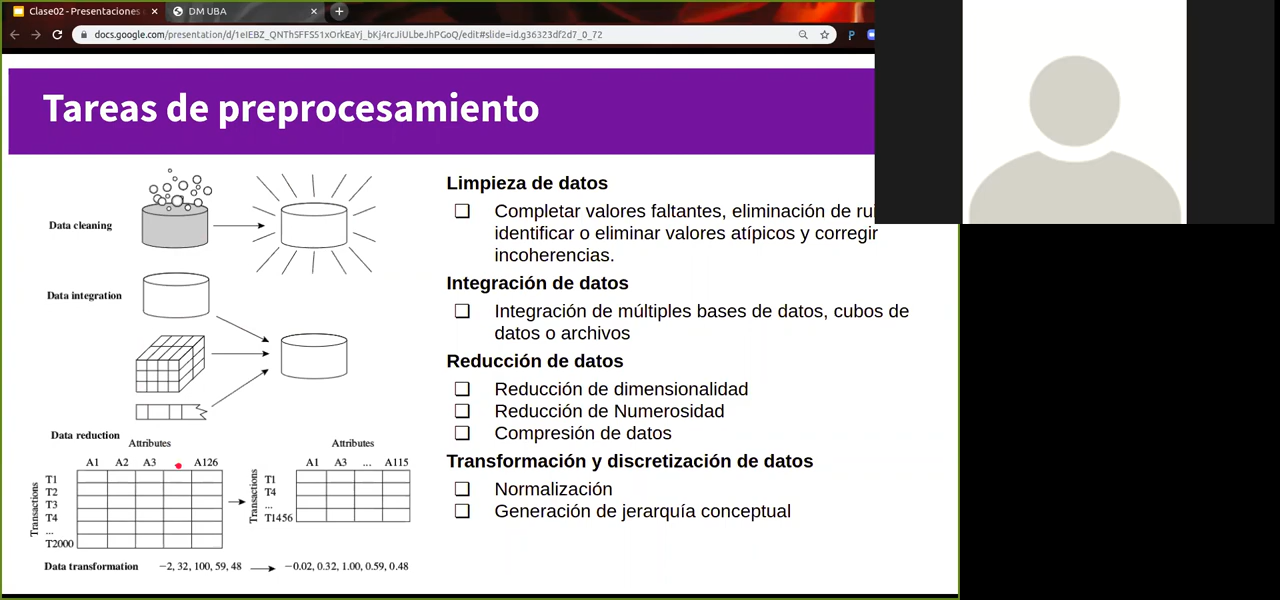 Clase02 - Presentaciones
DM UBA
docs.google.com/presentation/d/1eIEBZ_QNThSFFS51xOrkEaYj_bKj4rcJiULbeJhPGoQ/edit#slide=id.g36323df2d7_0_72
Tareas de preprocesamiento
Data cleaning
Data integration
Data reduction
Attributes
A1 A2 A3 A126
Transactions
T1
T2
T3
T4
...
T2000
Attributes
A1 A3 ... A115
Transactions
T1
T4
...
T1456
Data transformation −2, 32, 100, 59, 48 −0.02, 0.32, 1.00, 0.59, 0.48
Limpieza de datos
❏ Completar valores faltantes, eliminación de
identificar o eliminar valores atípicos y corregir
incoherencias.
Integración de datos
❏ Integración de múltiples bases de datos, cubos de
datos o archivos
Reducción de datos
❏ Reducción de dimensionalidad
❏ Reducción de Numerosidad
❏ Compresión de datos
Transformación y discretización de datos
❏ Normalización
❏ Generación de jerarquía conceptual